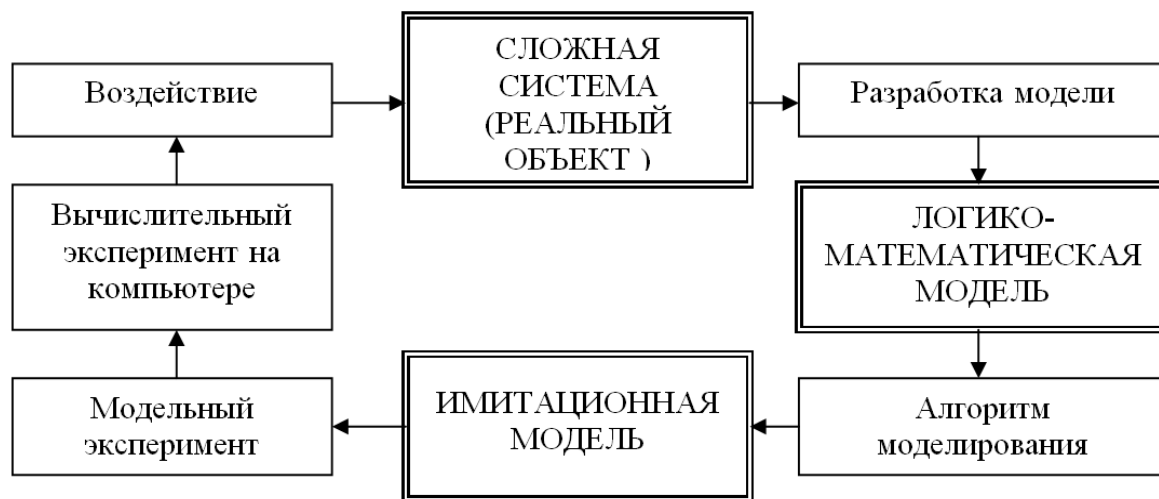 Воздействие
СЛОЖНАЯ
СИСТЕМА
(РЕАЛЬНЫЙ
ОБЪЕКТ )
Разработка модели
ЛОГИКО-
МАТЕМАТИЧЕСКАЯ
МОДЕЛЬ
Алгоритм
моделирования
ИМИТАЦИОННАЯ
МОДЕЛЬ
Модельный
эксперимент
Вычислительный
эксперимент на
компьютере